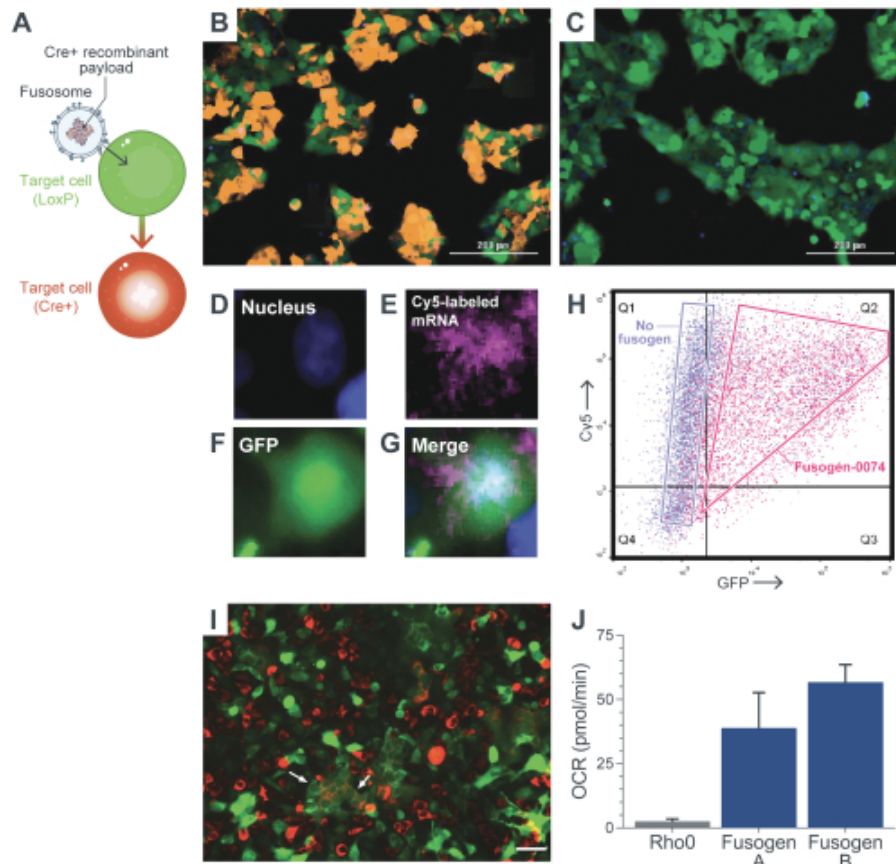 A
Cre+ recombinant
payload
Fusosome
Target cell
(LoxP)
Target cell
(Cre+)
B
C
D
Nucleus
E
Cy5-labeled
mRNA
F
GFP
G
Merge
H
Q1
Q2
No
fusogen
Cy5
Fusogen-0074
Q4
Q3
GFP
I
J
OCR (pmol/min)
75
50
25
0
Rho0
Fusogen
A
Fusogen
B